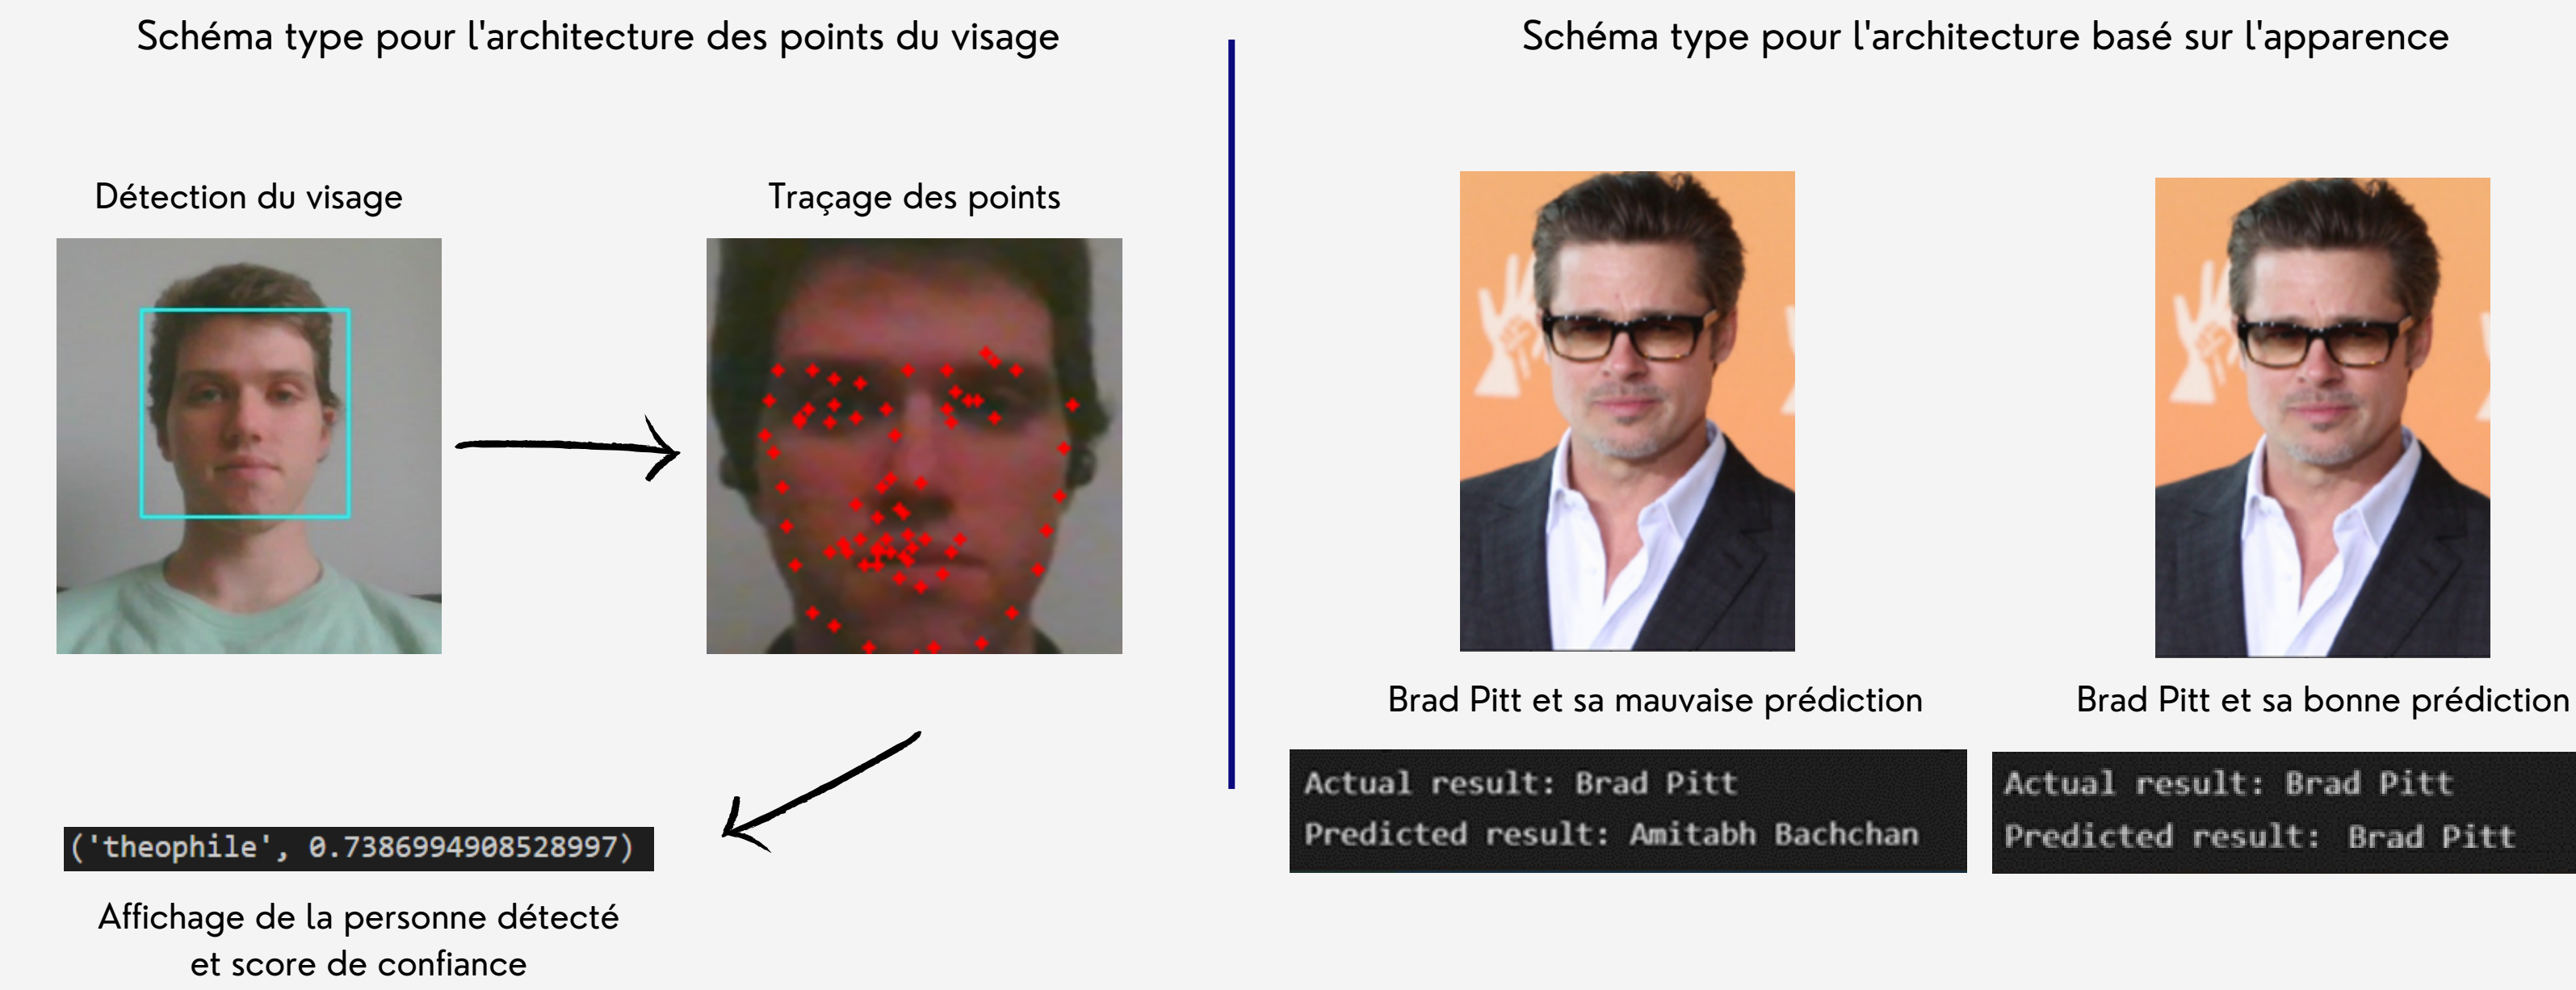 Schéma type pour l'architecture des points du visage
Détection du visage
Traçage des points
('theophile', 0.7386994908528997)
Affichage de la personne détecté
et score de confiance
Schéma type pour l'architecture basé sur l'apparence
Brad Pitt et sa mauvaise prédiction
Actual result: Brad Pitt
Predicted result: Amitabh Bachchan
Brad Pitt et sa bonne prédiction
Actual result: Brad Pitt
Predicted result: Brad Pitt